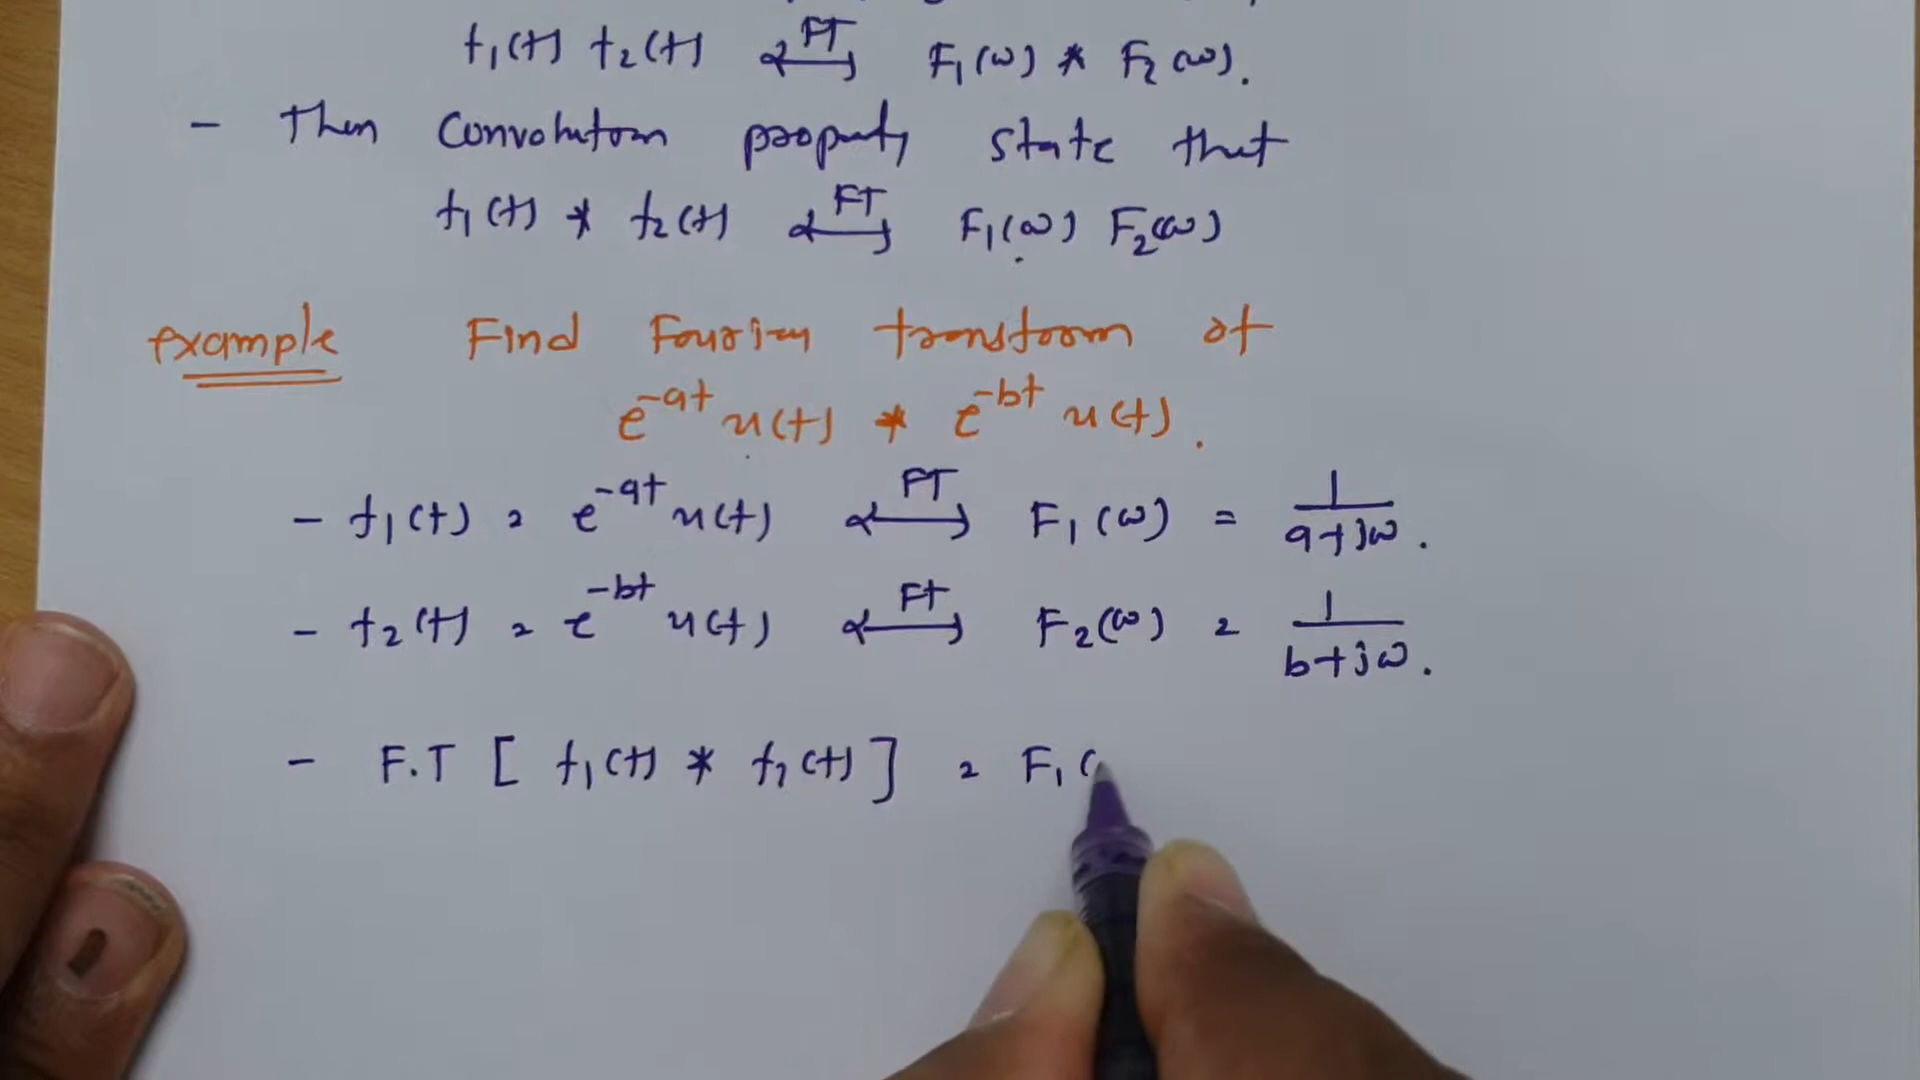 f₁(t) f₂(t) ⟷FT F₁(ω) * F₂(ω).
- Then Convolution property state that
f₁(t) * f₂(t) ⟷FT F₁(ω) F₂(ω)
example Find Fourier transform of
e^{-at} u(t) * e^{-bt} u(t).
- f₁(t) = e^{-at} u(t) ⟷FT F₁(ω) = 1/(a+jω).
- f₂(t) = e^{-bt} u(t) ⟷FT F₂(ω) = 1/(b+jω).
- F.T [ f₁(t) * f₂(t) ] = F₁(